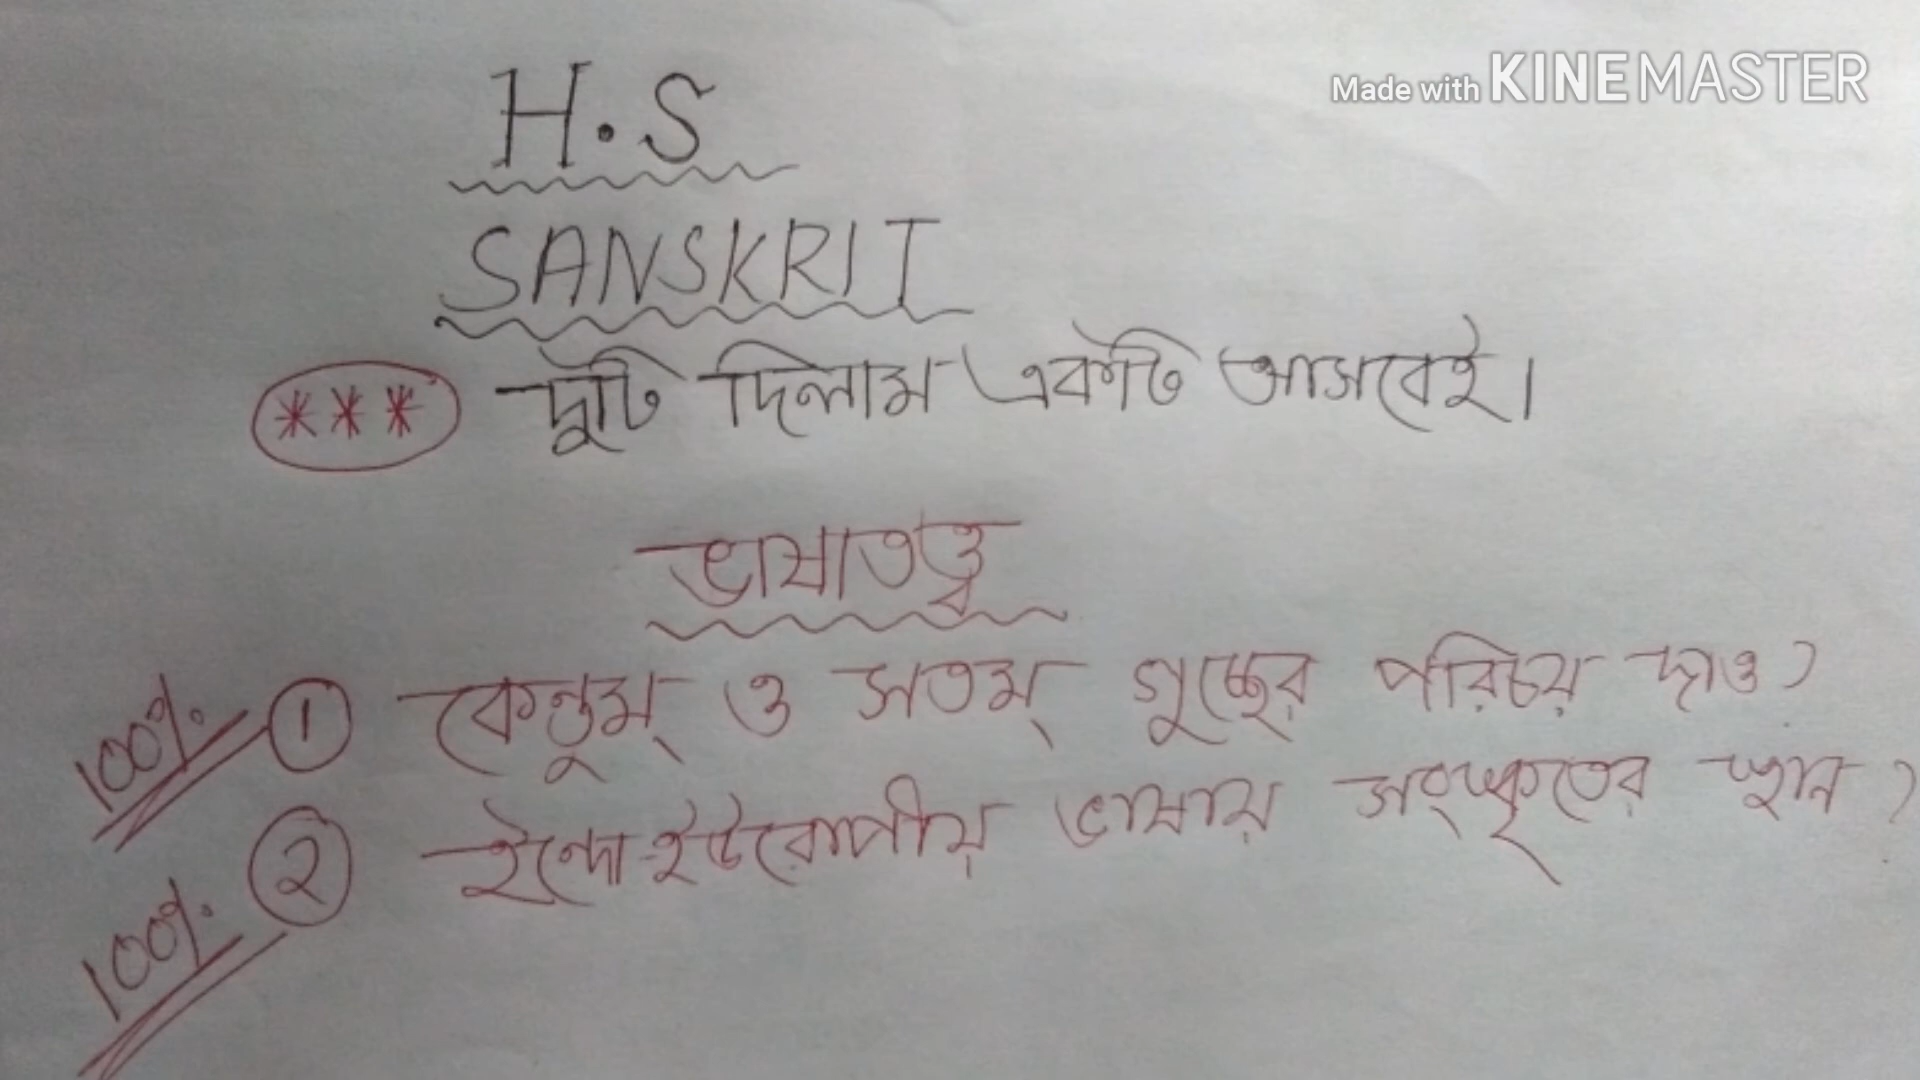 Made with KINEMASTER
H.S
SANSKRIT
*** দুটি দিলাম একটি আসবেই।
ভাষাতত্ত্ব
100% ① কেন্তুম্ ও সতম্ গুচ্ছের পরিচয় দাও?
100% ② ইন্দো-ইউরোপীয় ভাষায় সংস্কৃতের স্থান?